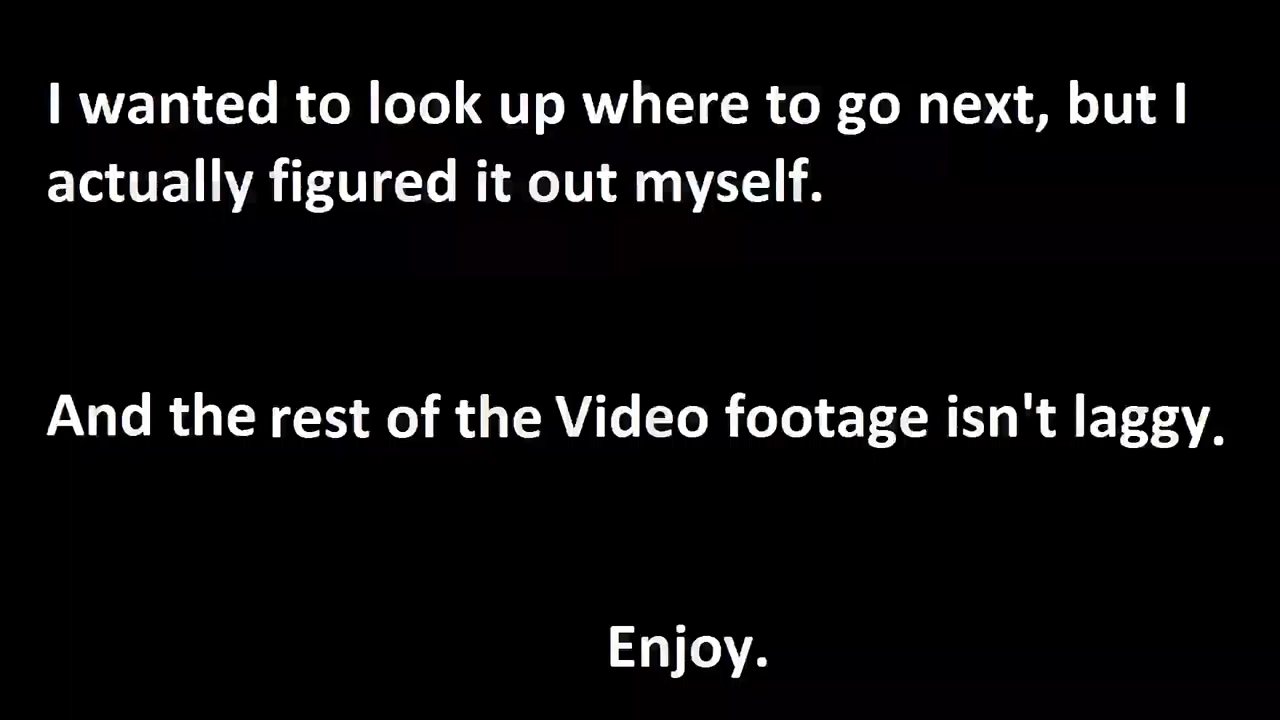 I wanted to look up where to go next, but I
actually figured it out myself.
And the rest of the Video footage isn't laggy.
Enjoy.